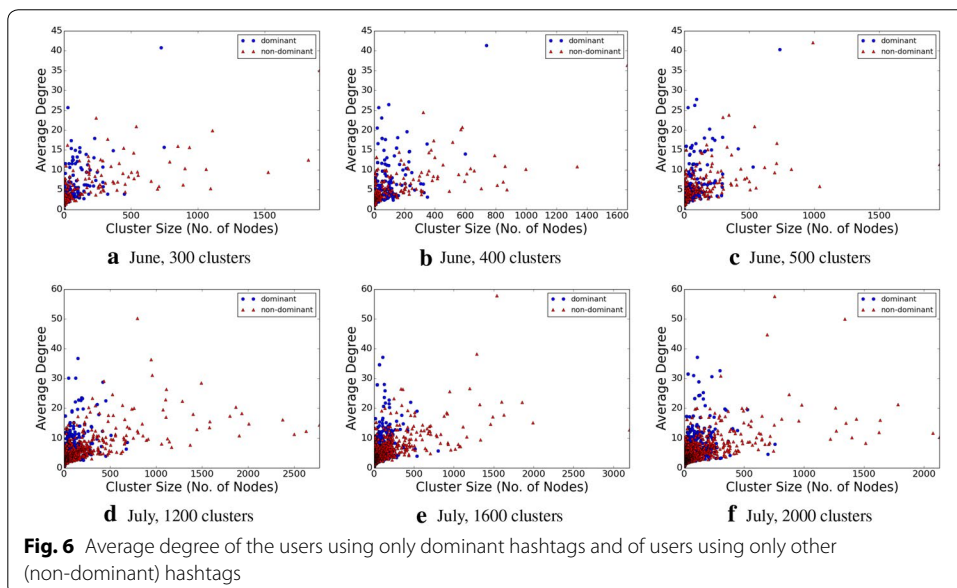 45
40
35
30
25
20
15
10
5
0
Average Degree
dominant
non-dominant
0 500 1000 1500
Cluster Size (No. of Nodes)
a June, 300 clusters
45
40
35
30
25
20
15
10
5
0
Average Degree
dominant
non-dominant
0 200 400 600 800 1000 1200 1400 1600
Cluster Size (No. of Nodes)
b June, 400 clusters
45
40
35
30
25
20
15
10
5
0
Average Degree
dominant
non-dominant
0 500 1000 1500
Cluster Size (No. of Nodes)
c June, 500 clusters
60
50
40
30
20
10
0
Average Degree
dominant
non-dominant
0 500 1000 1500 2000 2500
Cluster Size (No. of Nodes)
d July, 1200 clusters
60
50
40
30
20
10
0
Average Degree
dominant
non-dominant
0 500 1000 1500 2000 2500 3000
Cluster Size (No. of Nodes)
e July, 1600 clusters
60
50
40
30
20
10
0
Average Degree
dominant
non-dominant
0 500 1000 1500 2000
Cluster Size (No. of Nodes)
f July, 2000 clusters
Fig. 6 Average degree of the users using only dominant hashtags and of users using only other
(non-dominant) hashtags